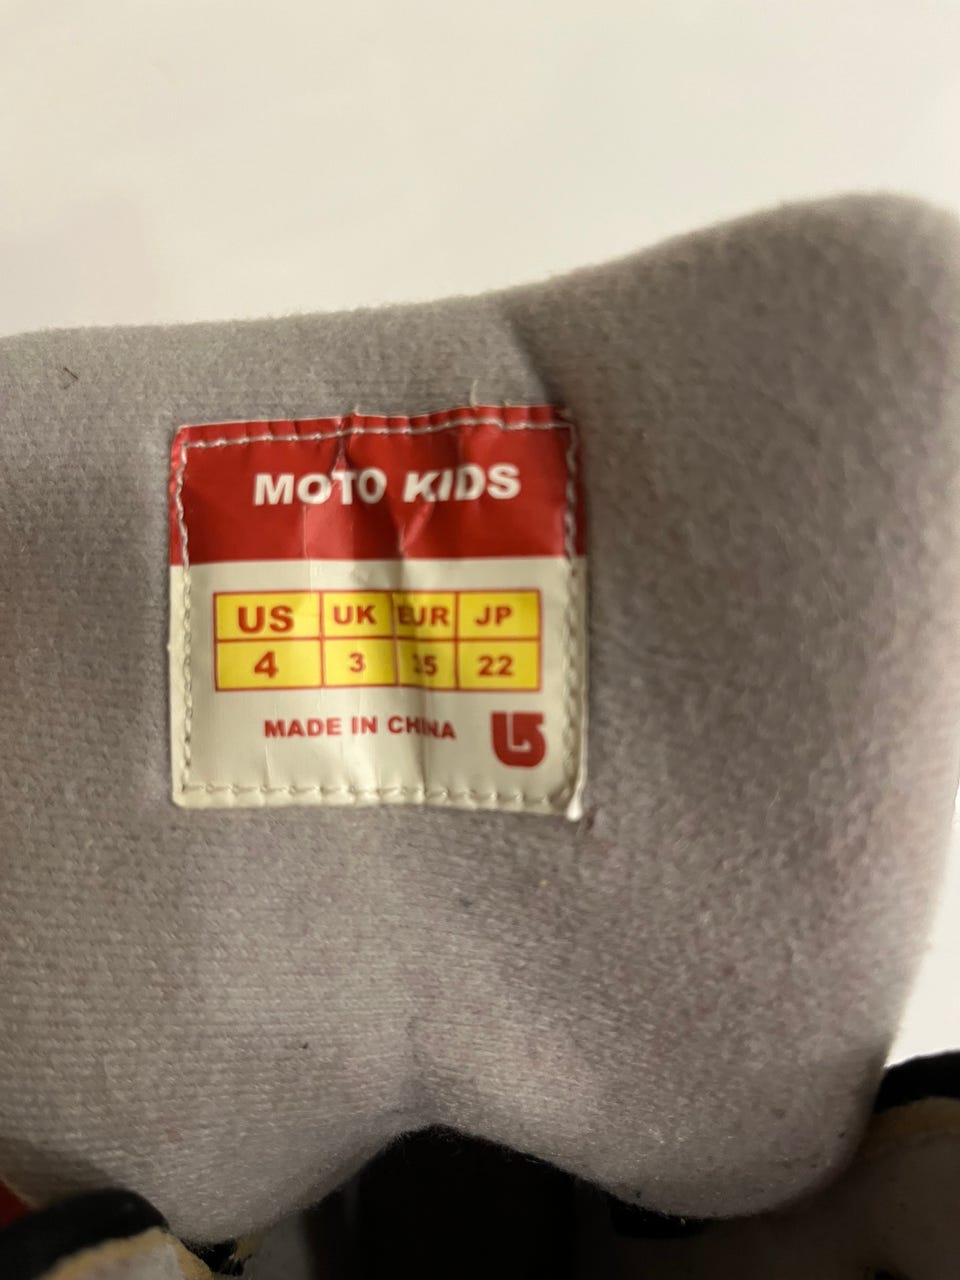 MOTO KIDS
US UK EUR JP
4 3 35 22
MADE IN CHINA